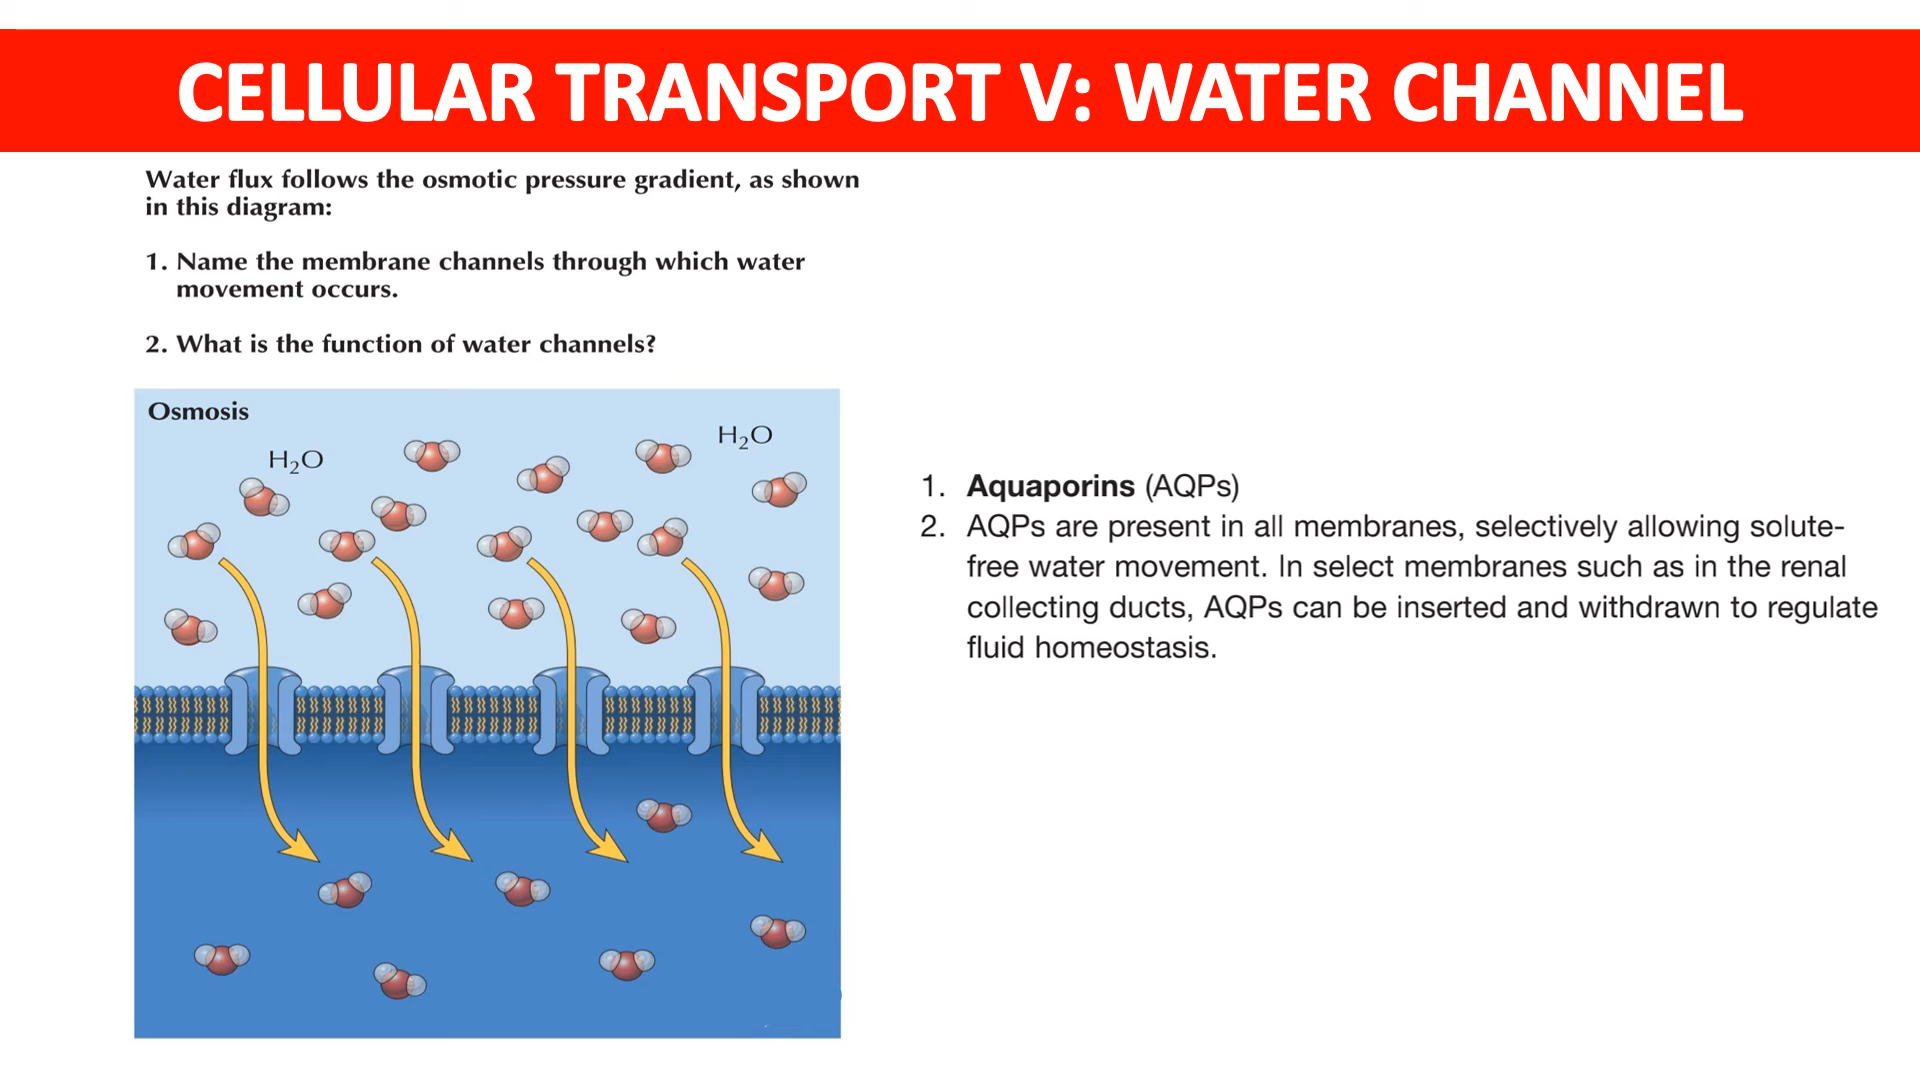 CELLULAR TRANSPORT V: WATER CHANNEL
Water flux follows the osmotic pressure gradient, as shown
in this diagram:
1. Name the membrane channels through which water
movement occurs.
2. What is the function of water channels?
Osmosis
H₂O
H₂O
1. Aquaporins (AQPs)
2. AQPs are present in all membranes, selectively allowing solute-
free water movement. In select membranes such as in the renal
collecting ducts, AQPs can be inserted and withdrawn to regulate
fluid homeostasis.